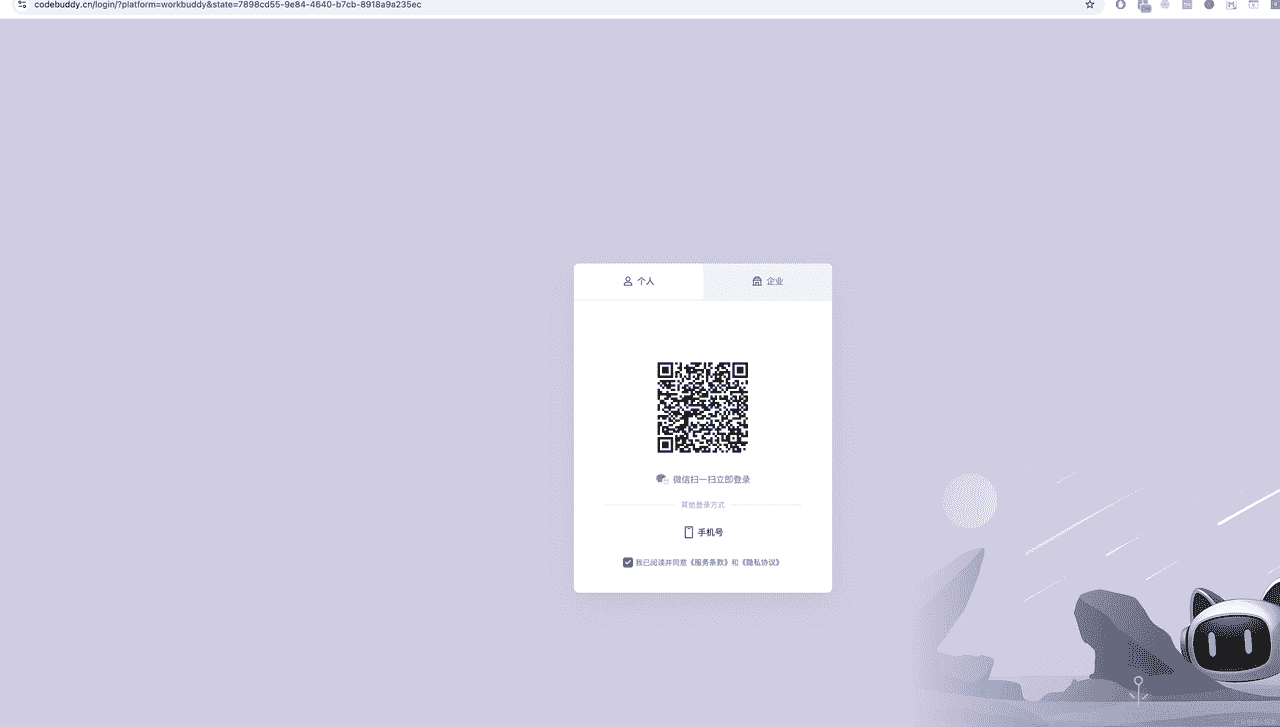 codebuddy.cn/login/?platform=workbuddy&state=7898cd55-9e84-4640-b7cb-8918a9a235ec
个人
企业
微信扫一扫立即登录
其他登录方式
手机号
我已阅读并同意《服务条款》和《隐私协议》